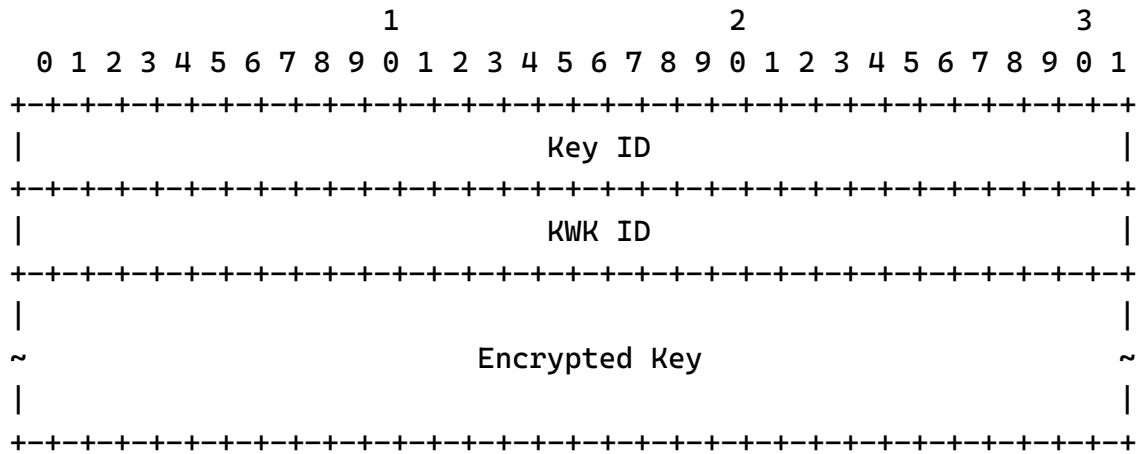 1                   2                   3
 0 1 2 3 4 5 6 7 8 9 0 1 2 3 4 5 6 7 8 9 0 1 2 3 4 5 6 7 8 9 0 1
+-+-+-+-+-+-+-+-+-+-+-+-+-+-+-+-+-+-+-+-+-+-+-+-+-+-+-+-+-+-+-+-+
|                             Key ID                            |
+-+-+-+-+-+-+-+-+-+-+-+-+-+-+-+-+-+-+-+-+-+-+-+-+-+-+-+-+-+-+-+-+
|                             KWK ID                            |
+-+-+-+-+-+-+-+-+-+-+-+-+-+-+-+-+-+-+-+-+-+-+-+-+-+-+-+-+-+-+-+-+
|                                                               |
~                         Encrypted Key                         ~
|                                                               |
+-+-+-+-+-+-+-+-+-+-+-+-+-+-+-+-+-+-+-+-+-+-+-+-+-+-+-+-+-+-+-+-+